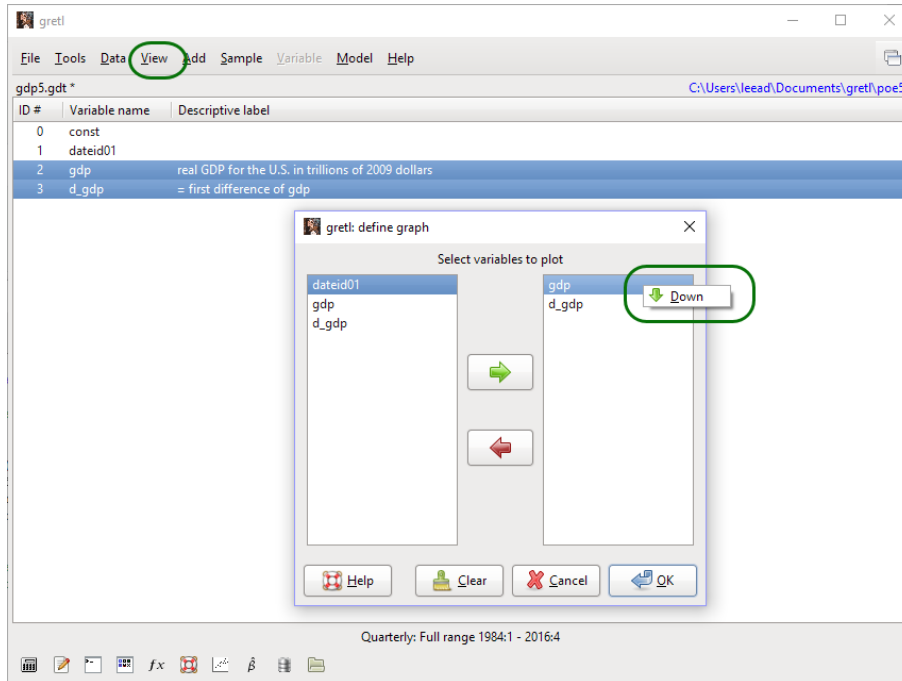 gretl
File Tools Data View Add Sample Variable Model Help
gdp5.gdt * C:\Users\leead\Documents\gretl\poe5
ID # Variable name Descriptive label
0 const
1 dateid01
2 gdp real GDP for the U.S. in trillions of 2009 dollars
3 d_gdp = first difference of gdp
gretl: define graph
Select variables to plot
dateid01
gdp
d_gdp
gdp
d_gdp
Down
Help Clear Cancel OK
Quarterly: Full range 1984:1 - 2016:4
fx β̂